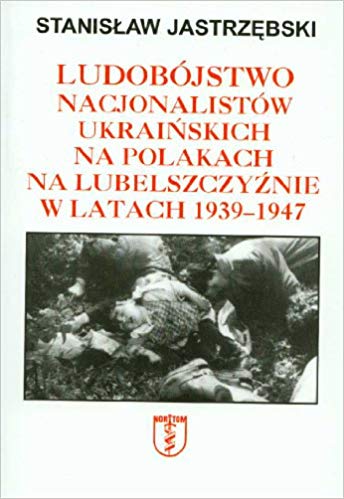 STANISŁAW JASTRZĘBSKI
LUDOBÓJSTWO
NACJONALISTÓW
UKRAIŃSKICH
NA POLAKACH
NA LUBELSZCZYŹNIE
W LATACH 1939–1947
NORTOM